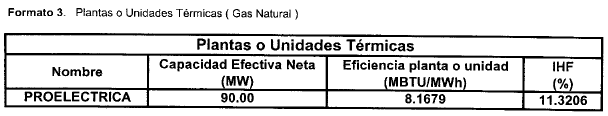 Formato 3. Plantas o Unidades Térmicas ( Gas Natural )
Plantas o Unidades Térmicas
Nombre Capacidad Efectiva Neta (MW) Eficiencia planta o unidad (MBTU/MWh) IHF (%)
PROELECTRICA 90.00 8.1679 11.3206